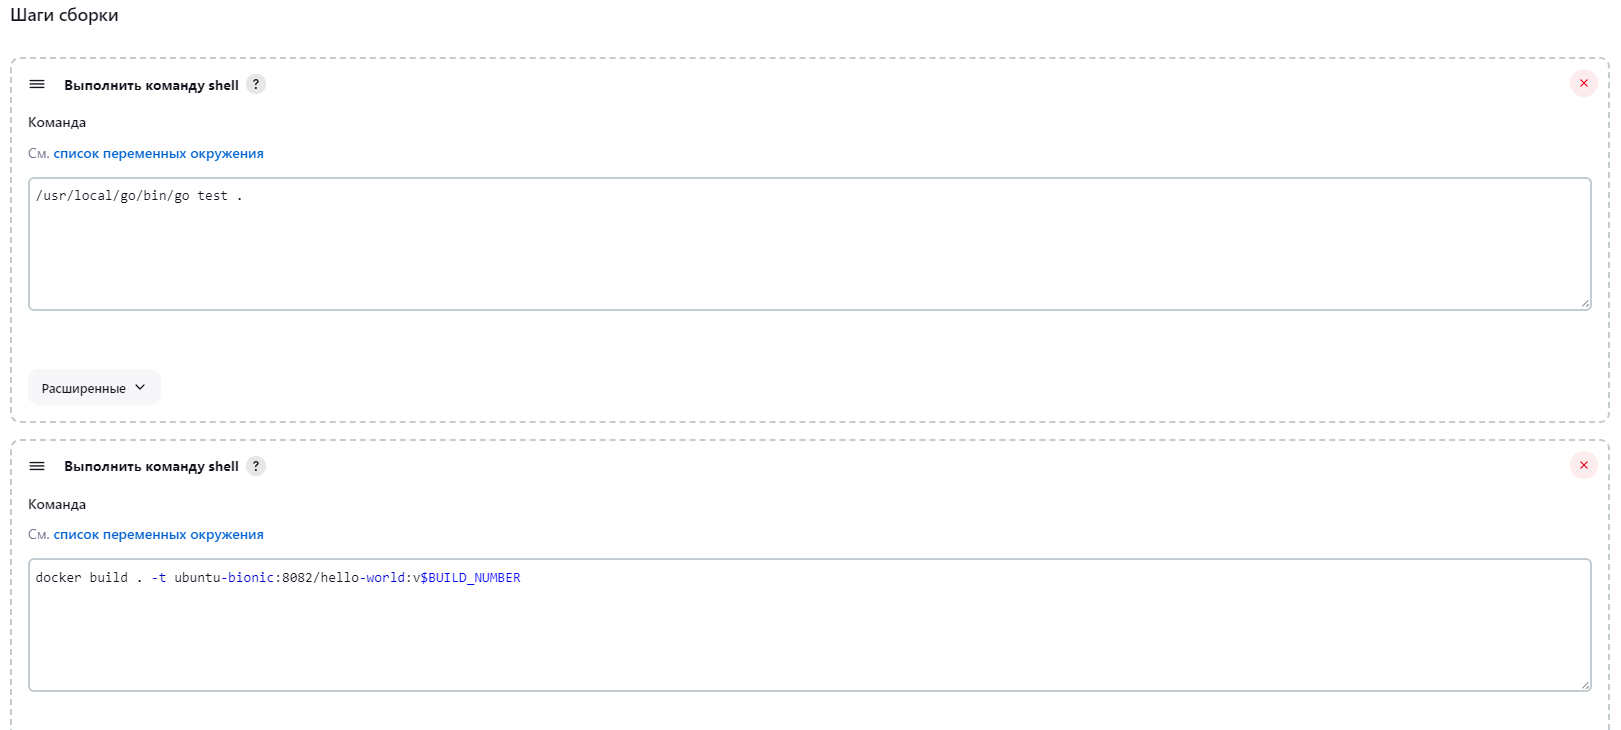 Шаги сборки
Выполнить команду shell ?
Команда
См. список переменных окружения
/usr/local/go/bin/go test .
Расширенные
Выполнить команду shell ?
Команда
См. список переменных окружения
docker build . -t ubuntu-bionic:8082/hello-world:v$BUILD_NUMBER